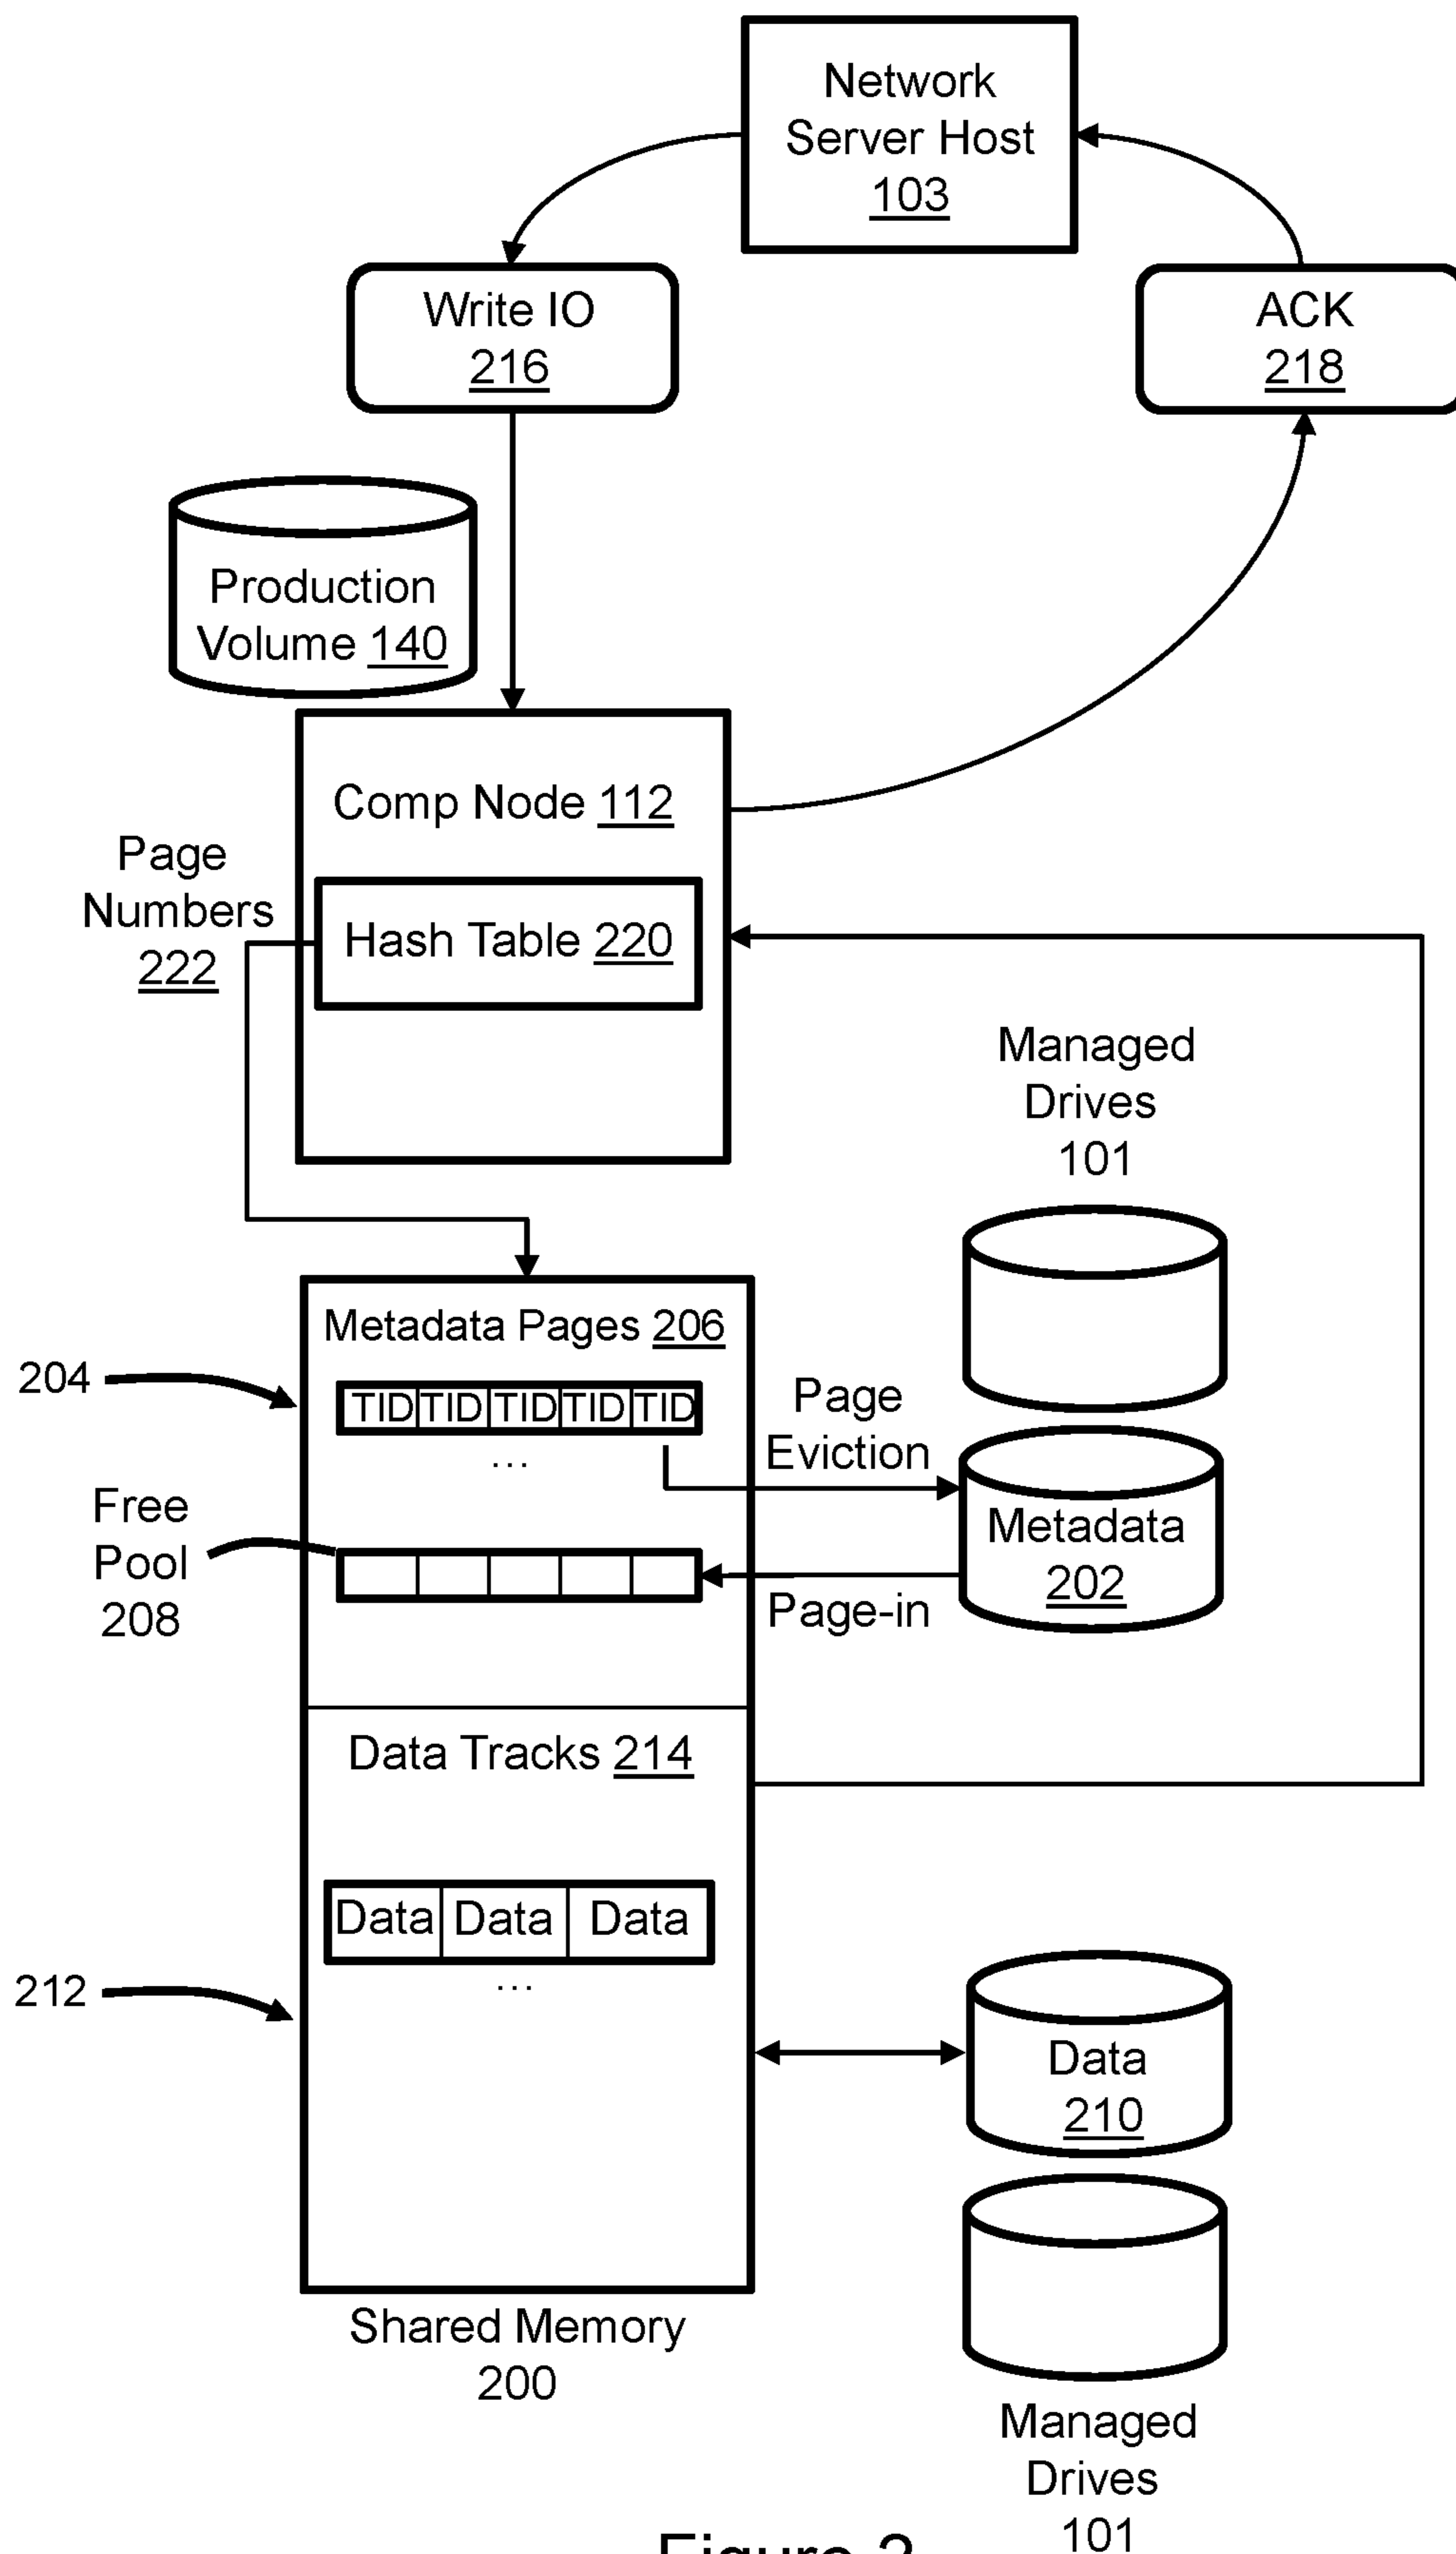 Network
Server Host
103
Write IO
216
ACK
218
Production
Volume 140
Comp Node 112
Page
Numbers
222
Hash Table 220
Managed
Drives
101
Metadata Pages 206
204
TID TID TID TID TID
...
Page
Eviction
Free
Pool
208
Metadata
202
Page-in
Data Tracks 214
Data Data Data
...
212
Data
210
Shared Memory
200
Managed
Drives
101
Figure